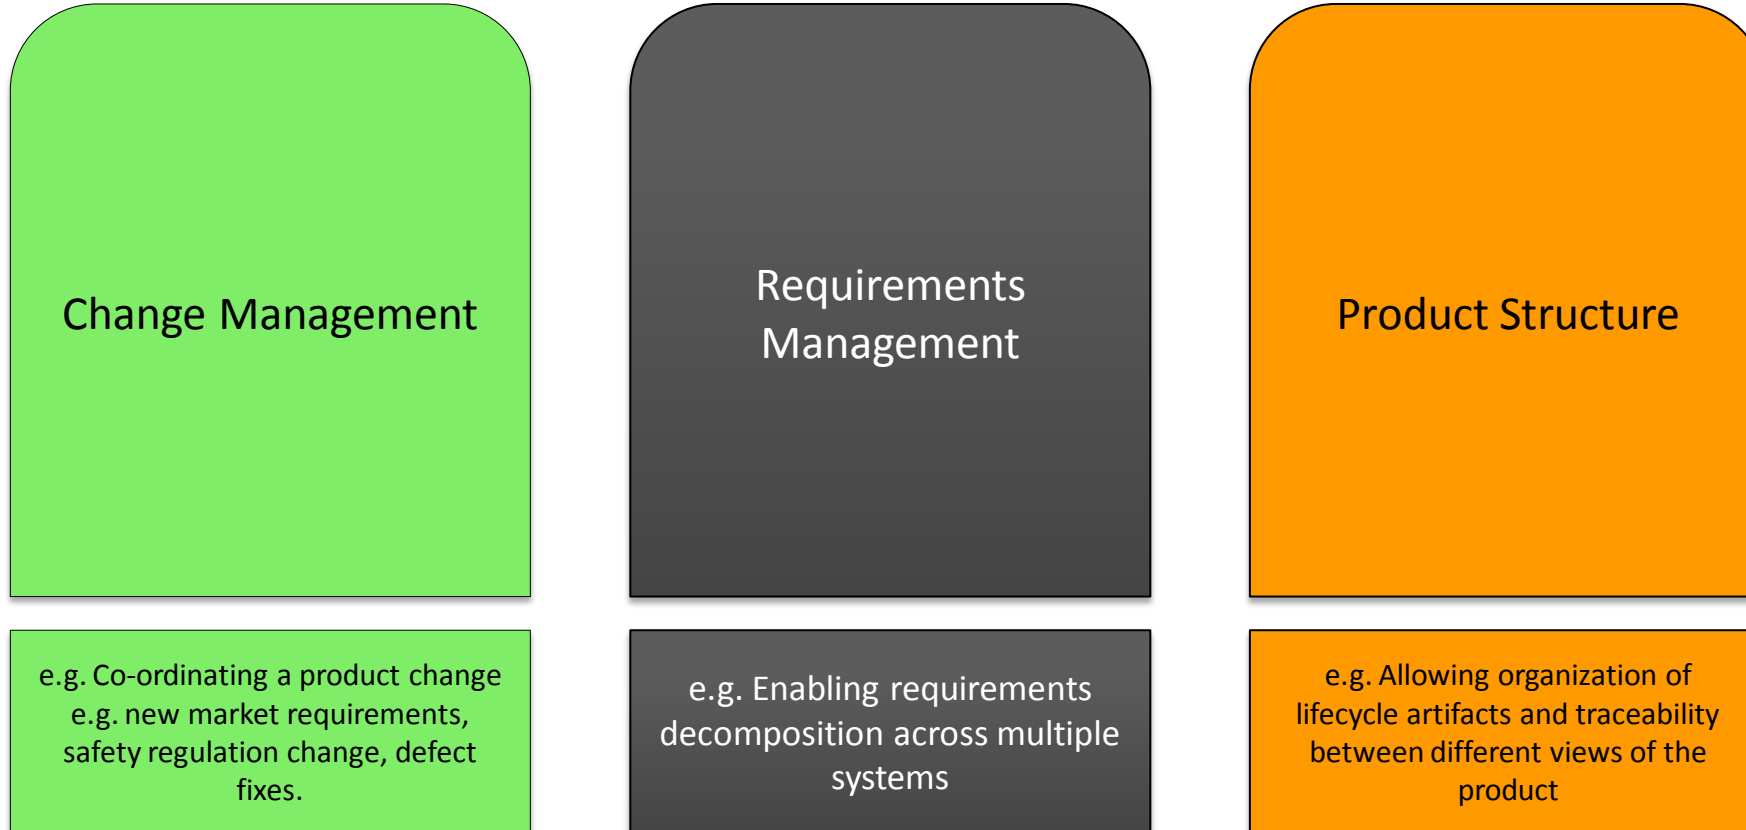 Change Management
Requirements
Management
Product Structure
e.g. Co-ordinating a product change
e.g. new market requirements,
safety regulation change, defect
fixes.
e.g. Enabling requirements
decomposition across multiple
systems
e.g. Allowing organization of
lifecycle artifacts and traceability
between different views of the
product